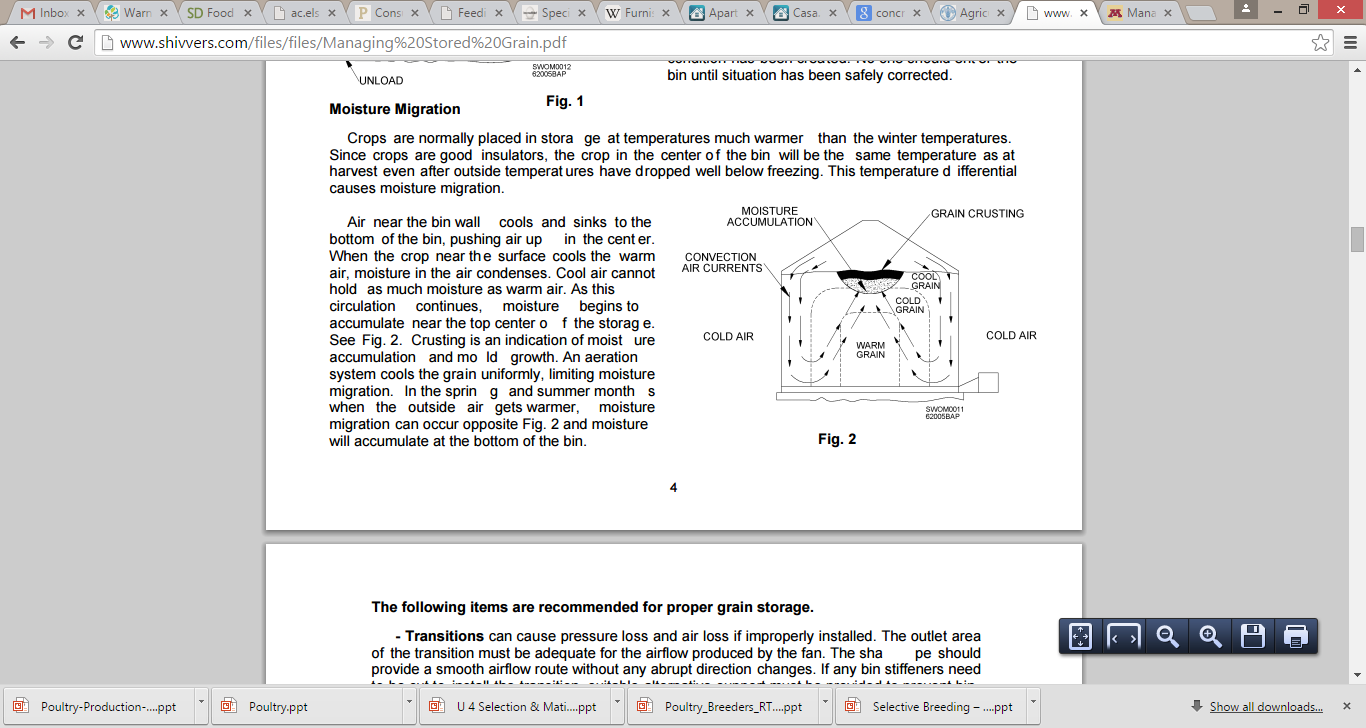 Inbox
Warn
SD Food
ac.els
Cons
Feedi
Speci
W Furnis
Apart
Casa.
concr
Agric
www.
Mana
www.shivvers.com/files/files/Managing%20Stored%20Grain.pdf
UNLOAD
SWOM0012
62005BAP
Fig. 1
bin until situation has been safely corrected.
Moisture Migration
Crops are normally placed in stora ge at temperatures much warmer than the winter temperatures.
Since crops are good insulators, the crop in the center of the bin will be the same temperature as at
harvest even after outside temperatures have dropped well below freezing. This temperature d ifferential
causes moisture migration.
Air near the bin wall cools and sinks to the
bottom of the bin, pushing air up in the center.
When the crop near the surface cools the warm
air, moisture in the air condenses. Cool air cannot
hold as much moisture as warm air. As this
circulation continues, moisture begins to
accumulate near the top center o f the storag e.
See Fig. 2. Crusting is an indication of moist ure
accumulation and mo ld growth. An aeration
system cools the grain uniformly, limiting moisture
migration. In the sprin g and summer month s
when the outside air gets warmer, moisture
migration can occur opposite Fig. 2 and moisture
will accumulate at the bottom of the bin.
MOISTURE
ACCUMULATION
GRAIN CRUSTING
CONVECTION
AIR CURRENTS
COOL
GRAIN
COLD
GRAIN
COLD AIR
WARM
GRAIN
COLD AIR
SWOM0011
62005BAP
Fig. 2
4
The following items are recommended for proper grain storage.
- Transitions can cause pressure loss and air loss if improperly installed. The outlet area
of the transition must be adequate for the airflow produced by the fan. The sha pe should
provide a smooth airflow route without any abrupt direction changes. If any bin stiffeners need
Poultry-Production-....ppt
Poultry.ppt
U 4 Selection & Mati....ppt
Poultry_Breeders_RT....ppt
Selective Breeding – ....ppt
Show all downloads...